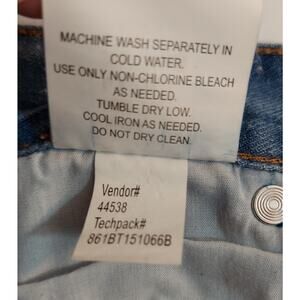 MACHINE WASH SEPARATELY IN
COLD WATER.
USE ONLY NON-CHLORINE BLEACH
AS NEEDED.
TUMBLE DRY LOW.
COOL IRON AS NEEDED.
DO NOT DRY CLEAN.
Vendor#
44538
Techpack#
861BT151066B